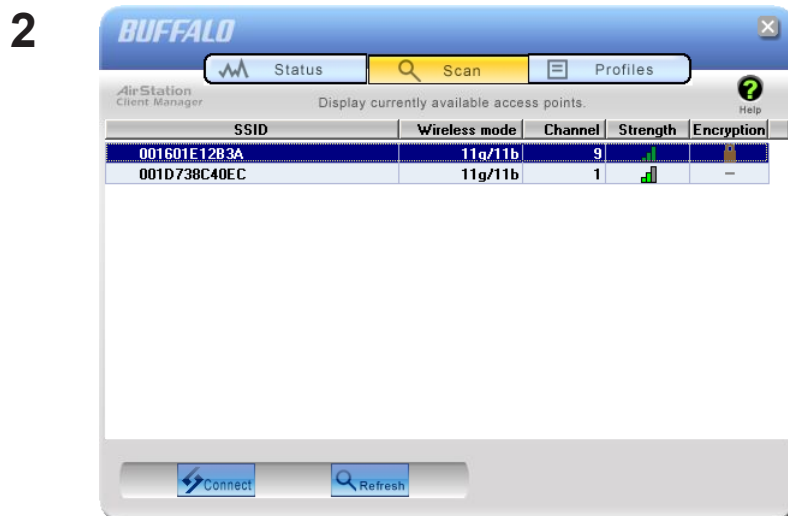 2
BUFFALO
Status Scan Profiles
AirStation
Client Manager
Display currently available access points.
Help
SSID Wireless mode Channel Strength Encryption
001601E12B3A 11g/11b 9
001D738C40EC 11g/11b 1 –
Connect Refresh